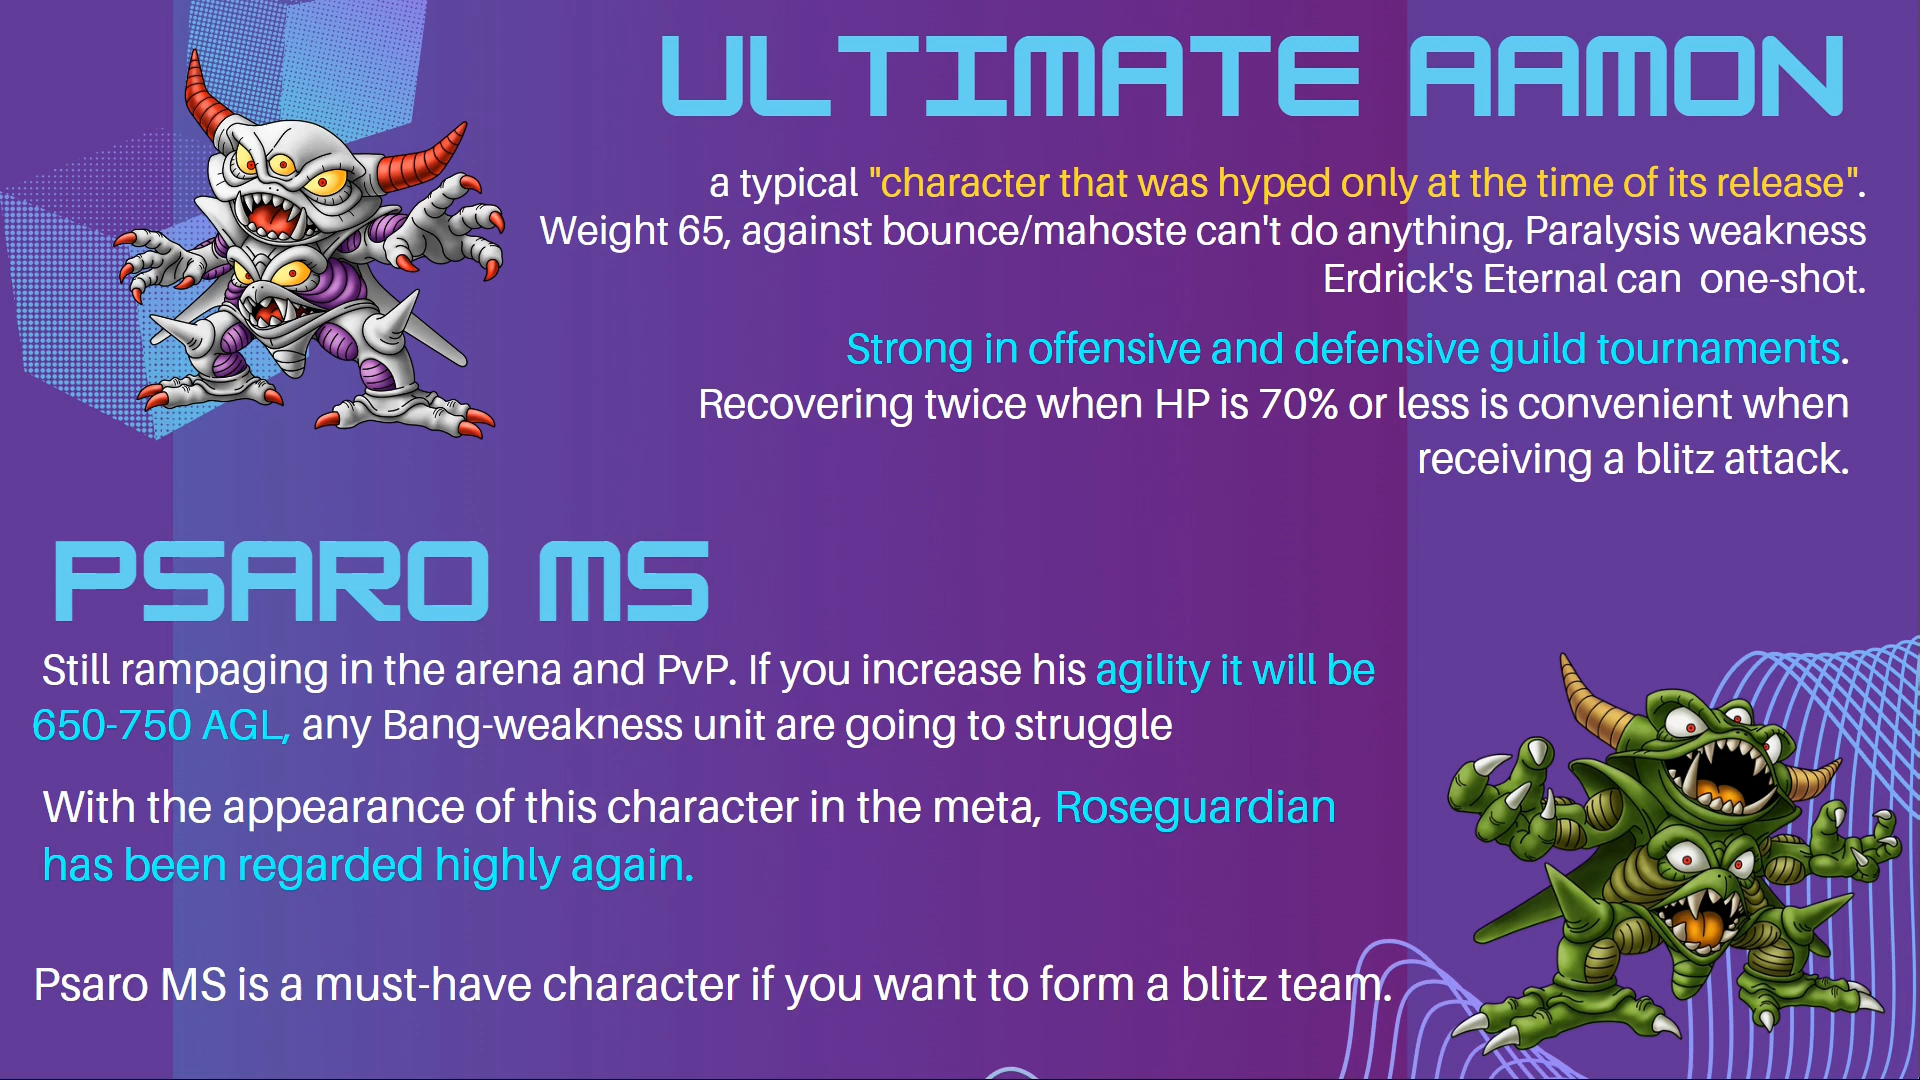 ULTIMATE AAMON
a typical "character that was hyped only at the time of its release".
Weight 65, against bounce/mahoste can't do anything, Paralysis weakness
Erdrick's Eternal can one-shot.
Strong in offensive and defensive guild tournaments.
Recovering twice when HP is 70% or less is convenient when
receiving a blitz attack.
PSARO MS
Still rampaging in the arena and PvP. If you increase his agility it will be
650-750 AGL, any Bang-weakness unit are going to struggle
With the appearance of this character in the meta, Roseguardian
has been regarded highly again.
Psaro MS is a must-have character if you want to form a blitz team.